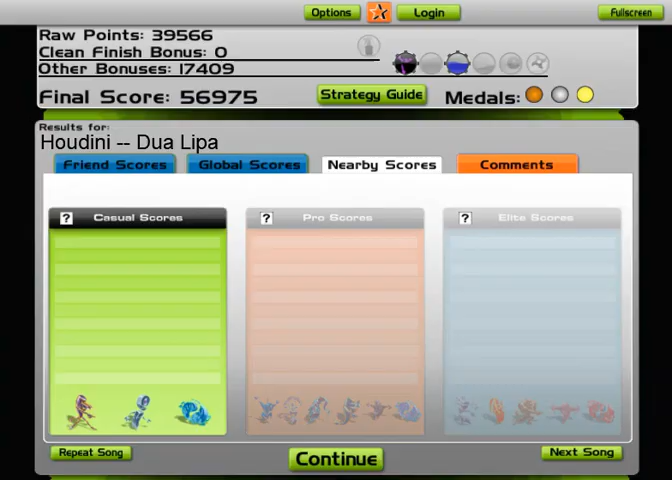 Options
Login
Fullscreen
Raw Points: 39566
Clean Finish Bonus: 0
Other Bonuses: 17409
Final Score: 56975
Strategy Guide
Medals:
Results for:
Houdini -- Dua Lipa
Friend Scores
Global Scores
Nearby Scores
Comments
? Casual Scores
? Pro Scores
? Elite Scores
Repeat Song
Continue
Next Song